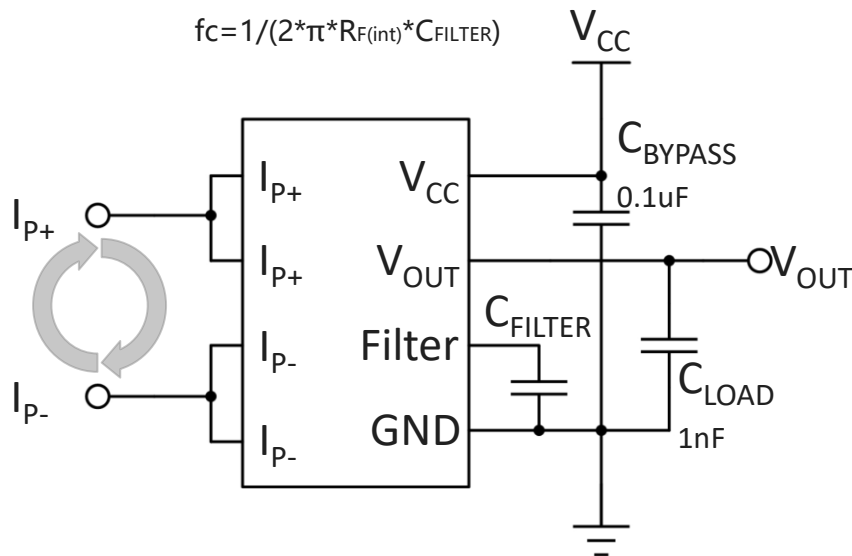 fc=1/(2*π*RF(int)*CFILTER)
VCC
CBYPASS
0.1uF
IP+
VCC
IP+
IP+
VOUT
VOUT
CFILTER
IP-
Filter
IP-
CLOAD
IP-
GND
1nF